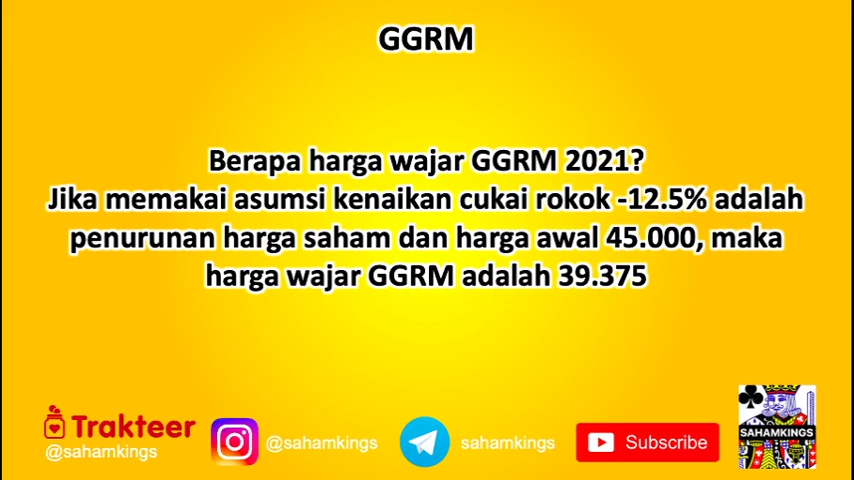 GGRM
Berapa harga wajar GGRM 2021?
Jika memakai asumsi kenaikan cukai rokok -12.5% adalah
penurunan harga saham dan harga awal 45.000, maka
harga wajar GGRM adalah 39.375
Trakteer
@sahamkings
@sahamkings
sahamkings
Subscribe
SAHAMKINGS